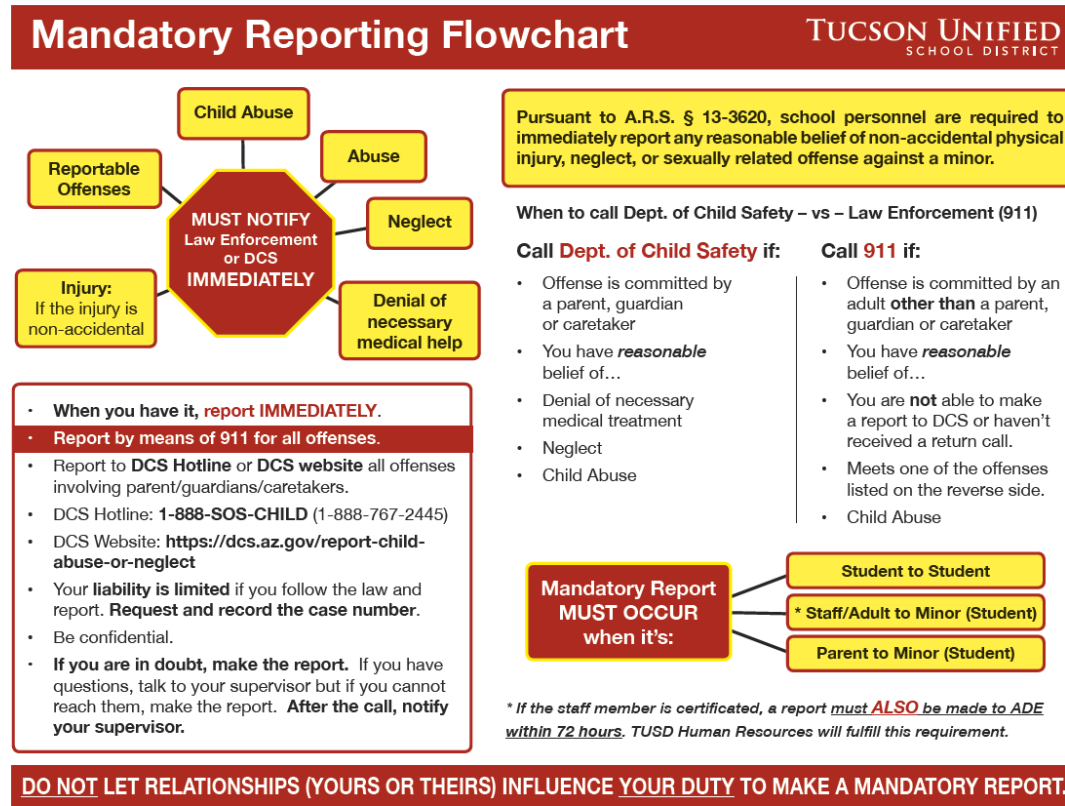 Mandatory Reporting Flowchart
TUCSON UNIFIED
SCHOOL DISTRICT
Child Abuse
Abuse
Reportable
Offenses
Neglect
MUST NOTIFY
Law Enforcement
or DCS
IMMEDIATELY
Injury:
If the injury is
non-accidental
Denial of
necessary
medical help
• When you have it, report IMMEDIATELY.
• Report by means of 911 for all offenses.
• Report to DCS Hotline or DCS website all offenses
involving parent/guardians/caretakers.
• DCS Hotline: 1-888-SOS-CHILD (1-888-767-2445)
• DCS Website: https://dcs.az.gov/report-child-
abuse-or-neglect
• Your liability is limited if you follow the law and
report. Request and record the case number.
• Be confidential.
• If you are in doubt, make the report. If you have
questions, talk to your supervisor but if you cannot
reach them, make the report. After the call, notify
your supervisor.
Pursuant to A.R.S. § 13-3620, school personnel are required to
immediately report any reasonable belief of non-accidental physical
injury, neglect, or sexually related offense against a minor.
When to call Dept. of Child Safety – vs – Law Enforcement (911)
Call Dept. of Child Safety if:
• Offense is committed by
a parent, guardian
or caretaker
• You have reasonable
belief of…
• Denial of necessary
medical treatment
• Neglect
• Child Abuse
Call 911 if:
• Offense is committed by an
adult other than a parent,
guardian or caretaker
• You have reasonable
belief of…
• You are not able to make
a report to DCS or haven’t
received a return call.
• Meets one of the offenses
listed on the reverse side.
• Child Abuse
Mandatory Report
MUST OCCUR
when it’s:
Student to Student
* Staff/Adult to Minor (Student)
Parent to Minor (Student)
* If the staff member is certificated, a report must ALSO be made to ADE
within 72 hours. TUSD Human Resources will fulfill this requirement.
DO NOT LET RELATIONSHIPS (YOURS OR THEIRS) INFLUENCE YOUR DUTY TO MAKE A MANDATORY REPORT.